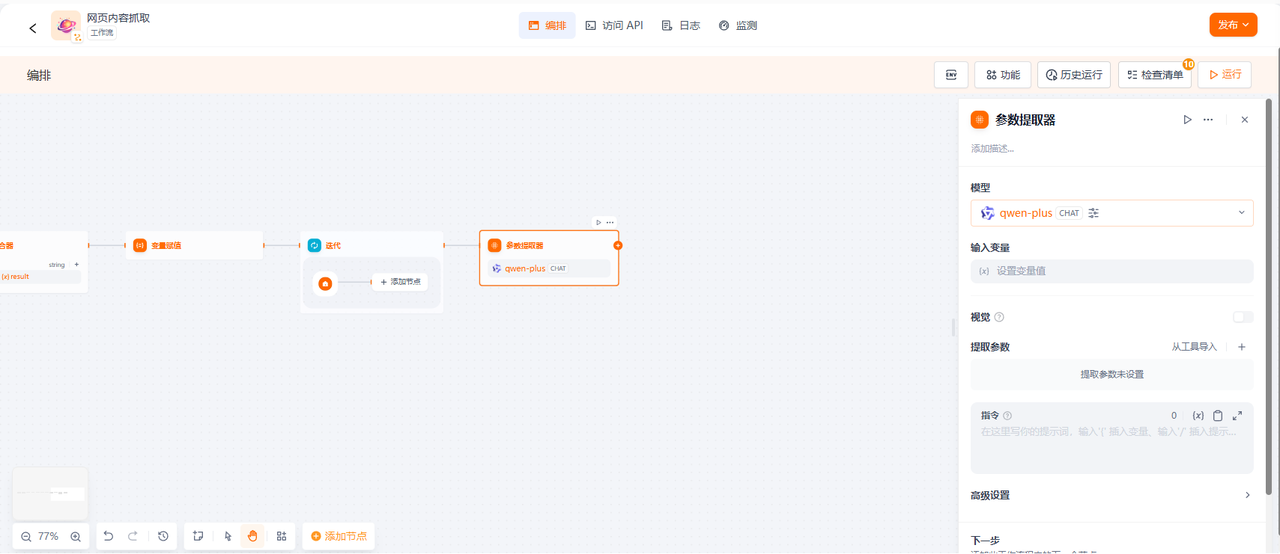 网页内容抓取
工作流
编排
访问 API
日志
监测
发布
编排
ENV
功能
历史运行
检查清单
10
运行
合器
string +
{x} result
变量赋值
迭代
添加节点
参数提取器
qwen-plus CHAT
参数提取器
添加描述...
模型
qwen-plus CHAT
输入变量
{x} 设置变量值
视觉
提取参数
从工具导入
提取参数未设置
指令
0
{x}
在这里写你的提示词,输入'{' 插入变量、输入'/' 插入提示...
高级设置
下一步
77%
添加节点